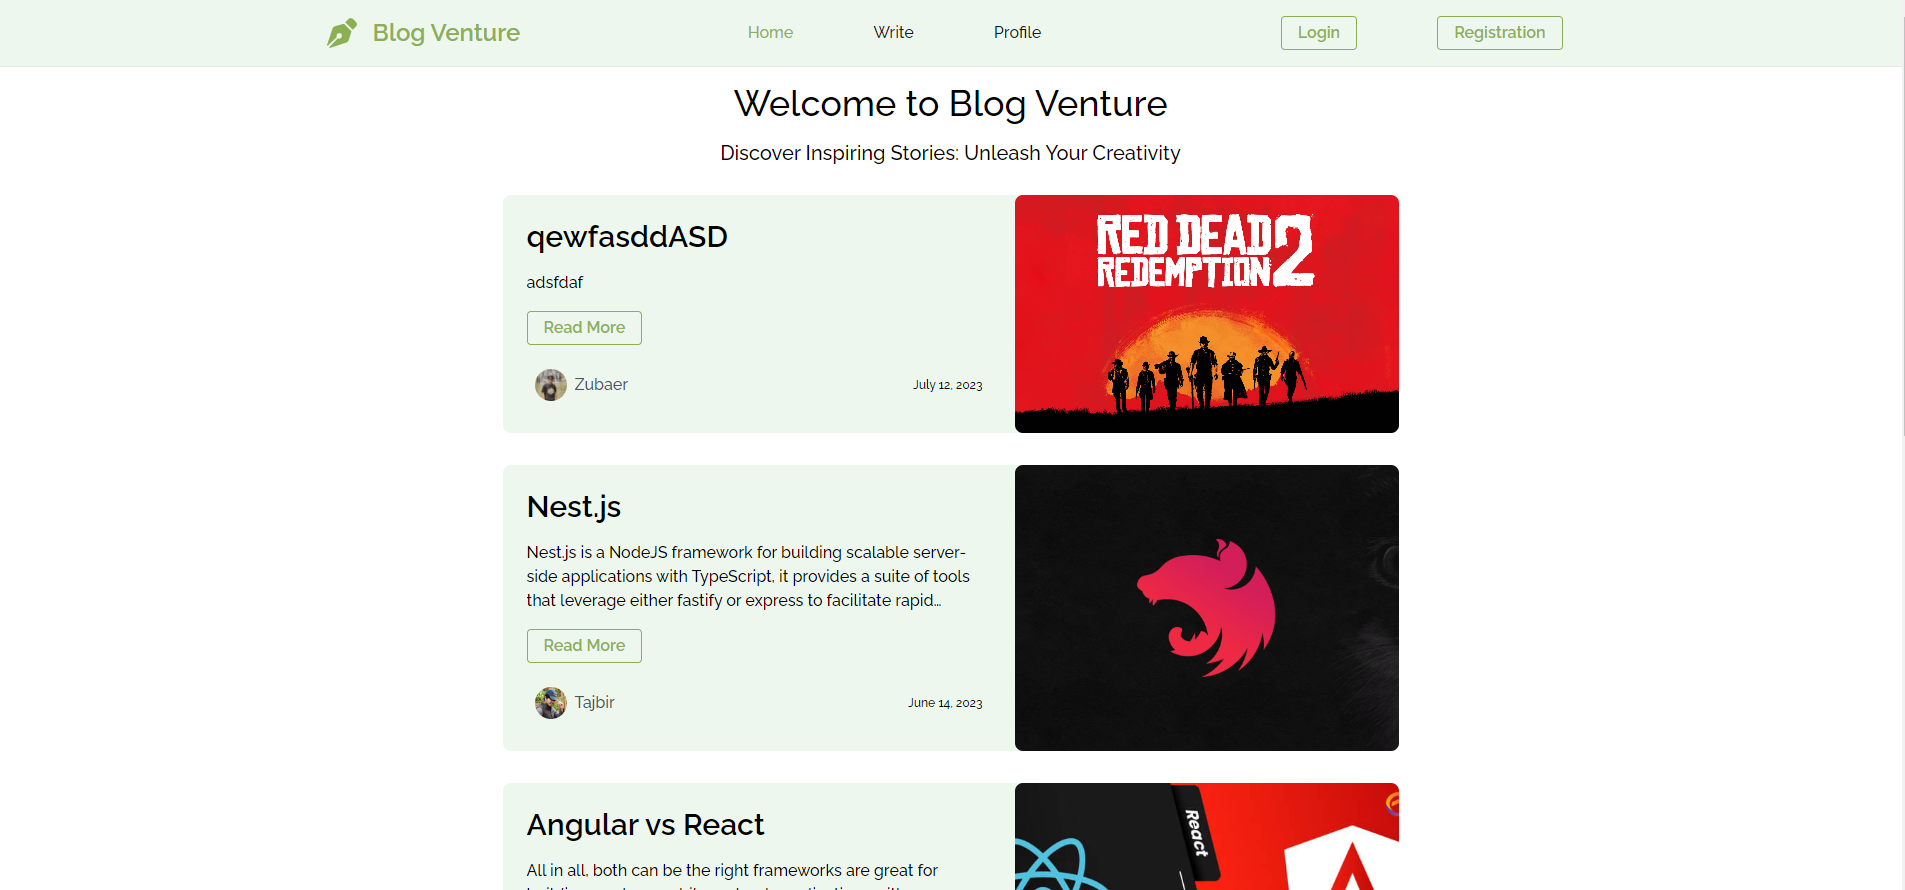 Blog Venture
Home
Write
Profile
Login
Registration
Welcome to Blog Venture
Discover Inspiring Stories: Unleash Your Creativity
qewfasddASD
adsfdaf
Read More
Zubaer
July 12, 2023
RED DEAD
REDEMPTION 2
Nest.js
Nest.js is a NodeJS framework for building scalable server-
side applications with TypeScript, it provides a suite of tools
that leverage either fastify or express to facilitate rapid…
Read More
Tajbir
June 14, 2023
Angular vs React
All in all, both can be the right frameworks are great for
React